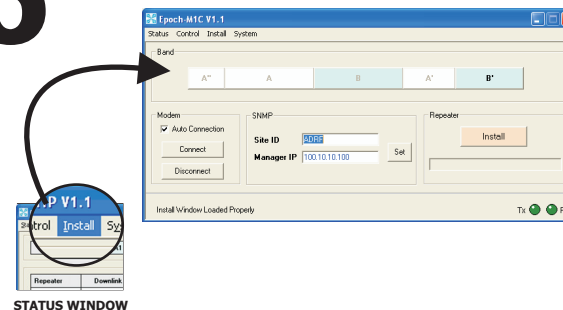 Epoch-M1C V1.1
Status Control Install System
Band
A" A B A' B'
Modem
Auto Connection
Connect
Disconnect
SNMP
Site ID ADRF
Manager IP 100.10.10.100
Set
Repeater
Install
Install Window Loaded Properly
Tx
P V1.1
Install
Repeater Downlink
STATUS WINDOW